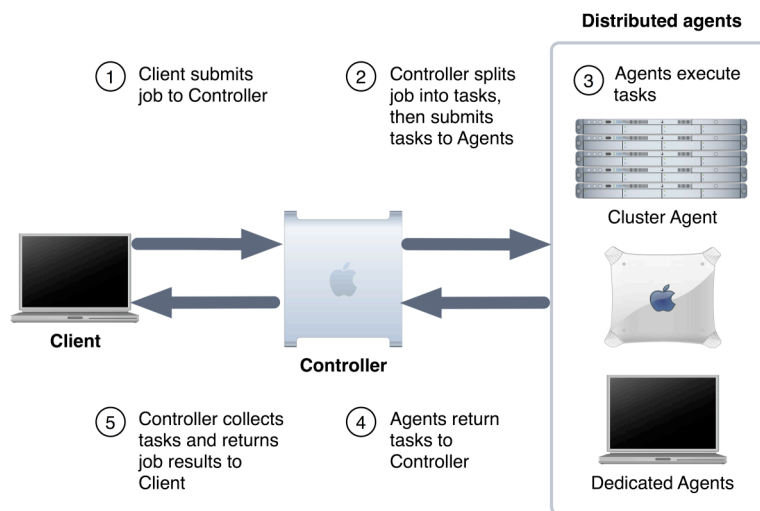 Distributed agents
1
Client submits
job to Controller
2
Controller splits
job into tasks,
then submits
tasks to Agents
3
Agents execute
tasks
Cluster Agent
Client
Controller
5
Controller collects
tasks and returns
job results to
Client
4
Agents return
tasks to
Controller
Dedicated Agents